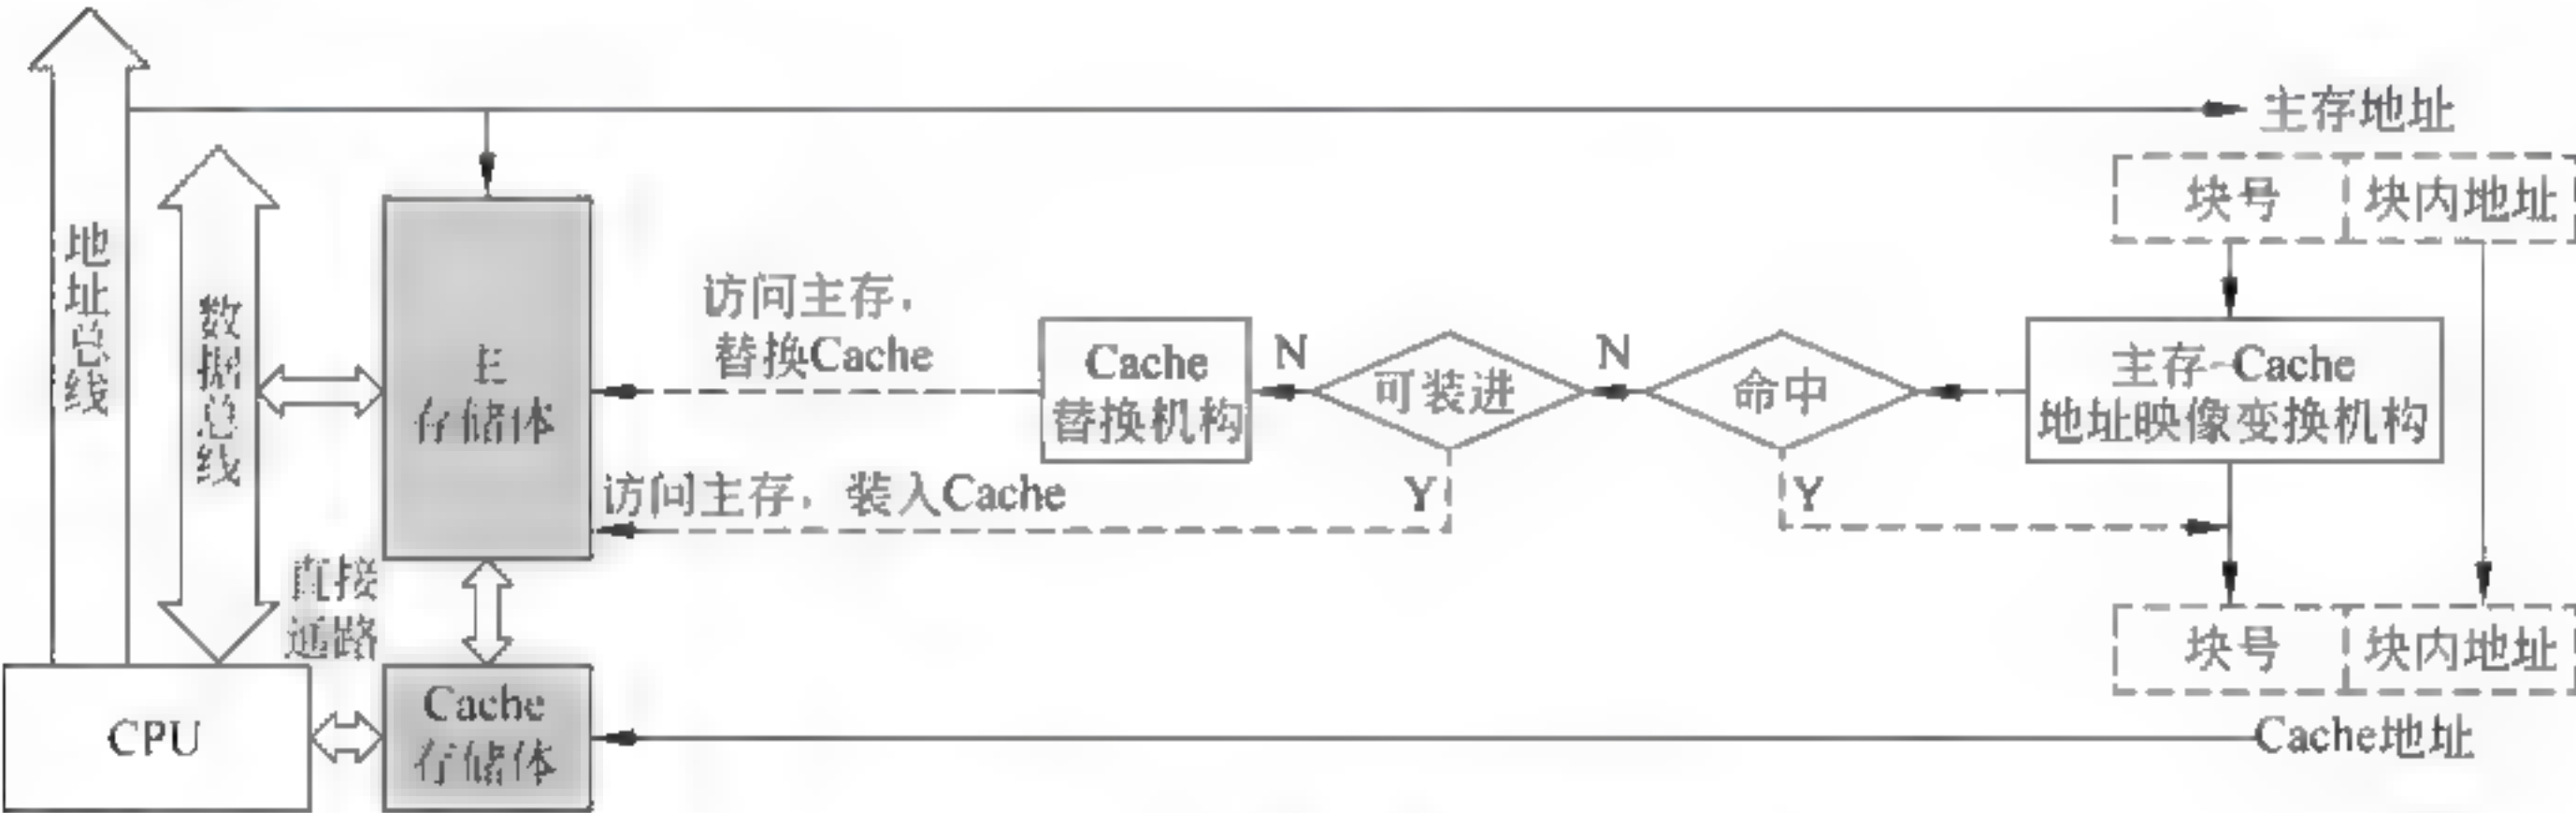 主存地址
块号 块内地址
地址总线
数据总线
主
存储体
访问主存,
替换Cache
Cache
替换机构
N
可装进
N
命中
主存-Cache
地址映像变换机构
访问主存,装入Cache
Y
Y
直接
通路
块号 块内地址
CPU
Cache
存储体
Cache地址